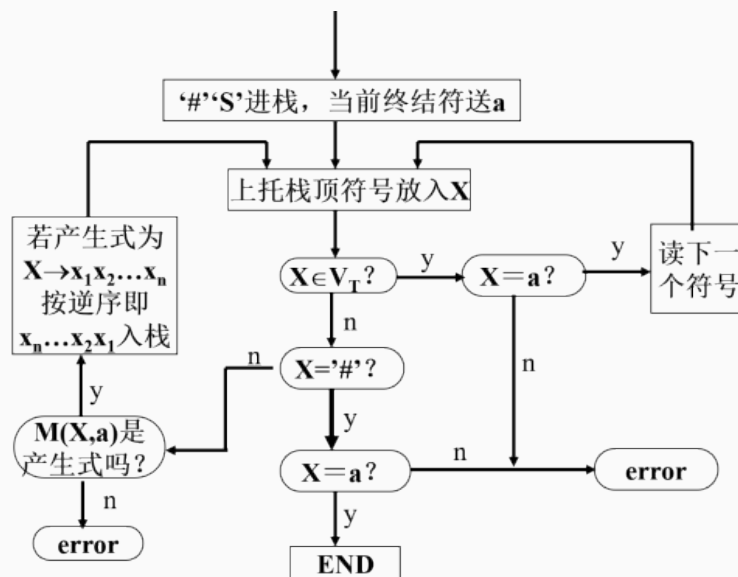 ‘#’‘S’进栈，当前终结符送a
上托栈顶符号放入X
若产生式为
X→x₁x₂…xₙ
按逆序即
xₙ…x₂x₁入栈
X∈V_T？
y
X＝a？
y
读下一
个符号
n
n
X=’#’？
n
y
y
M(X,a)是
产生式吗？
X＝a？
n
error
n
y
error
END